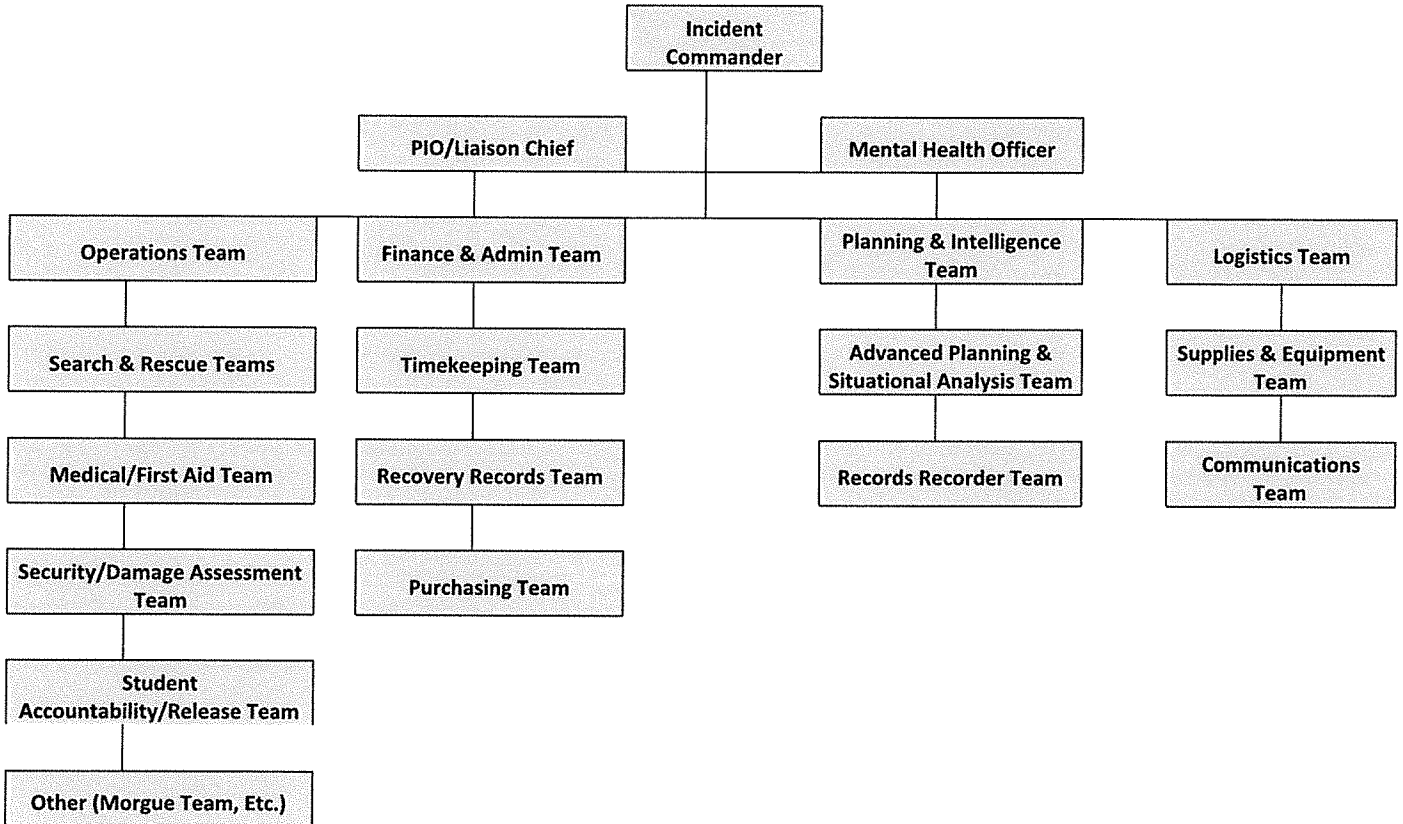 Incident
Commander
PIO/Liaison Chief
Mental Health Officer
Operations Team
Finance & Admin Team
Planning & Intelligence
Team
Logistics Team
Search & Rescue Teams
Timekeeping Team
Advanced Planning &
Situational Analysis Team
Supplies & Equipment
Team
Medical/First Aid Team
Recovery Records Team
Records Recorder Team
Communications
Team
Security/Damage Assessment
Team
Purchasing Team
Student
Accountability/Release Team
Other (Morgue Team, Etc.)